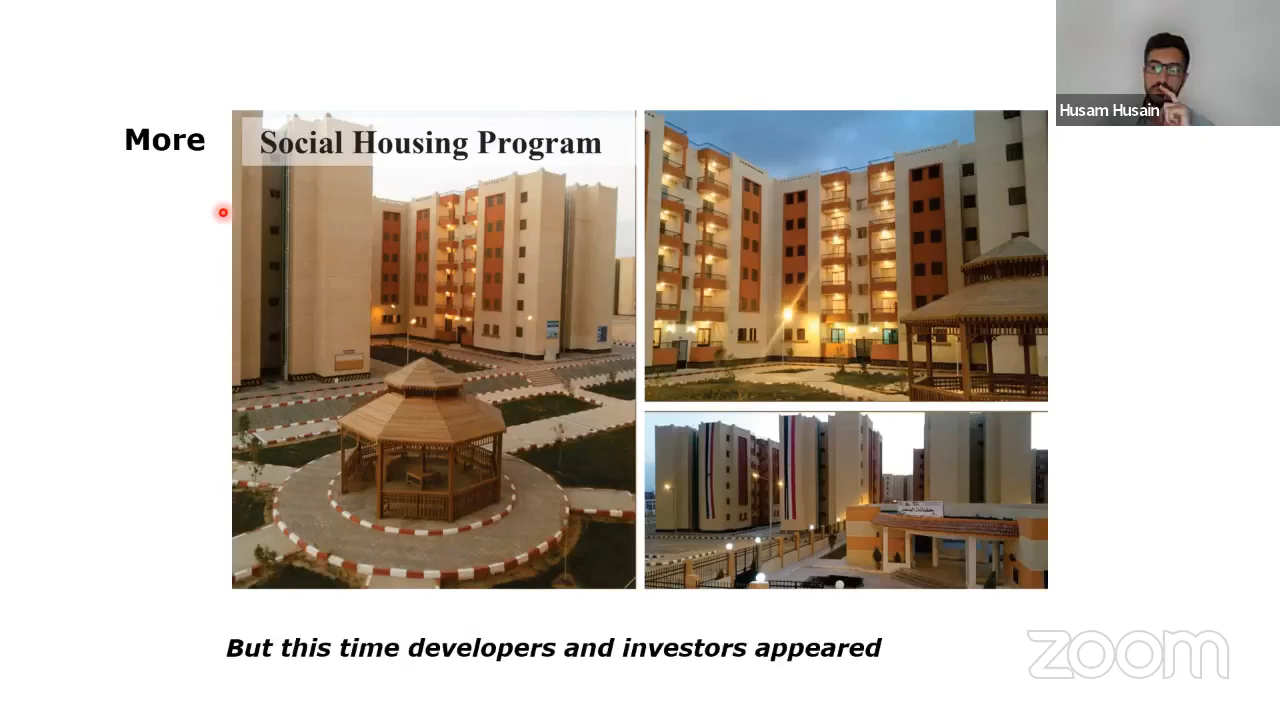 Husam Husain
More
Social Housing Program
But this time developers and investors appeared
zoom